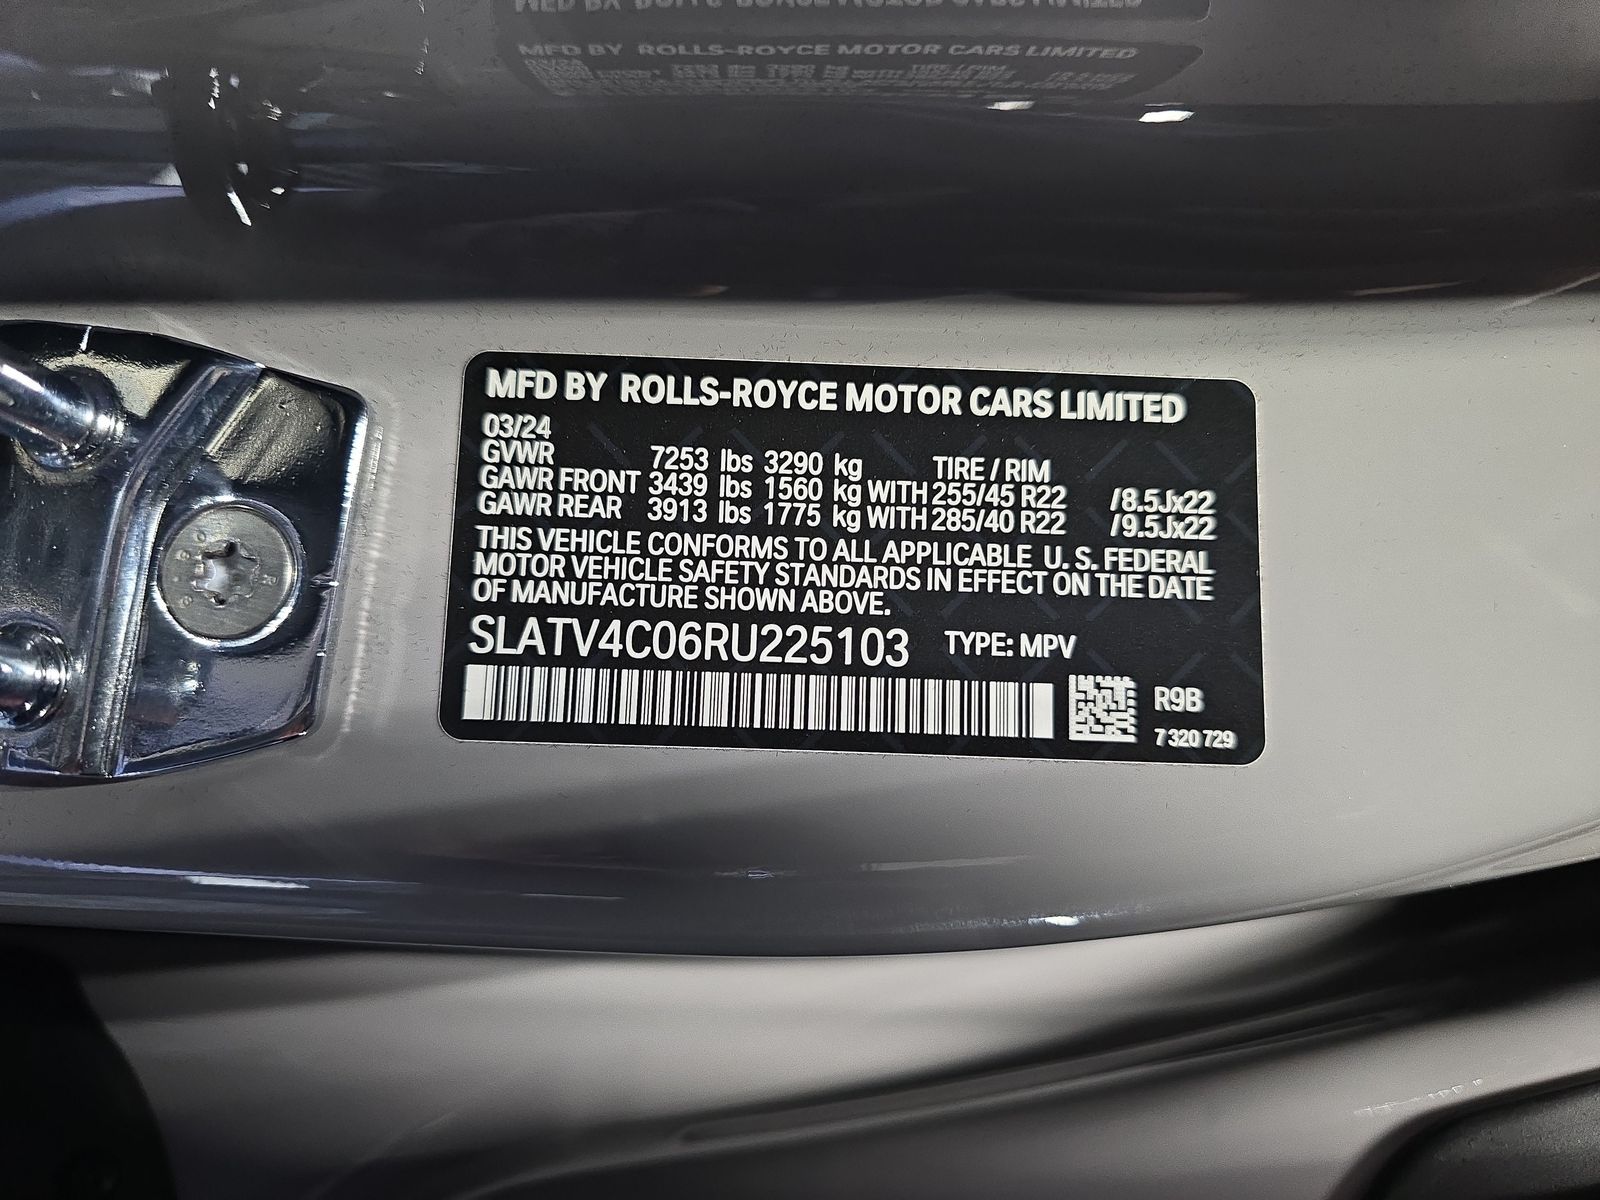 MFD BY ROLLS-ROYCE MOTOR CARS LIMITED
MFD BY ROLLS-ROYCE MOTOR CARS LIMITED
03/24
GVWR 7253 lbs 3290 kg TIRE / RIM
GAWR FRONT 3439 lbs 1560 kg WITH 255/45 R22 /8.5Jx22
GAWR REAR 3913 lbs 1775 kg WITH 285/40 R22 /9.5Jx22
THIS VEHICLE CONFORMS TO ALL APPLICABLE U. S. FEDERAL
MOTOR VEHICLE SAFETY STANDARDS IN EFFECT ON THE DATE
OF MANUFACTURE SHOWN ABOVE.
SLATV4C06RU225103 TYPE: MPV
R9B
7 320 729